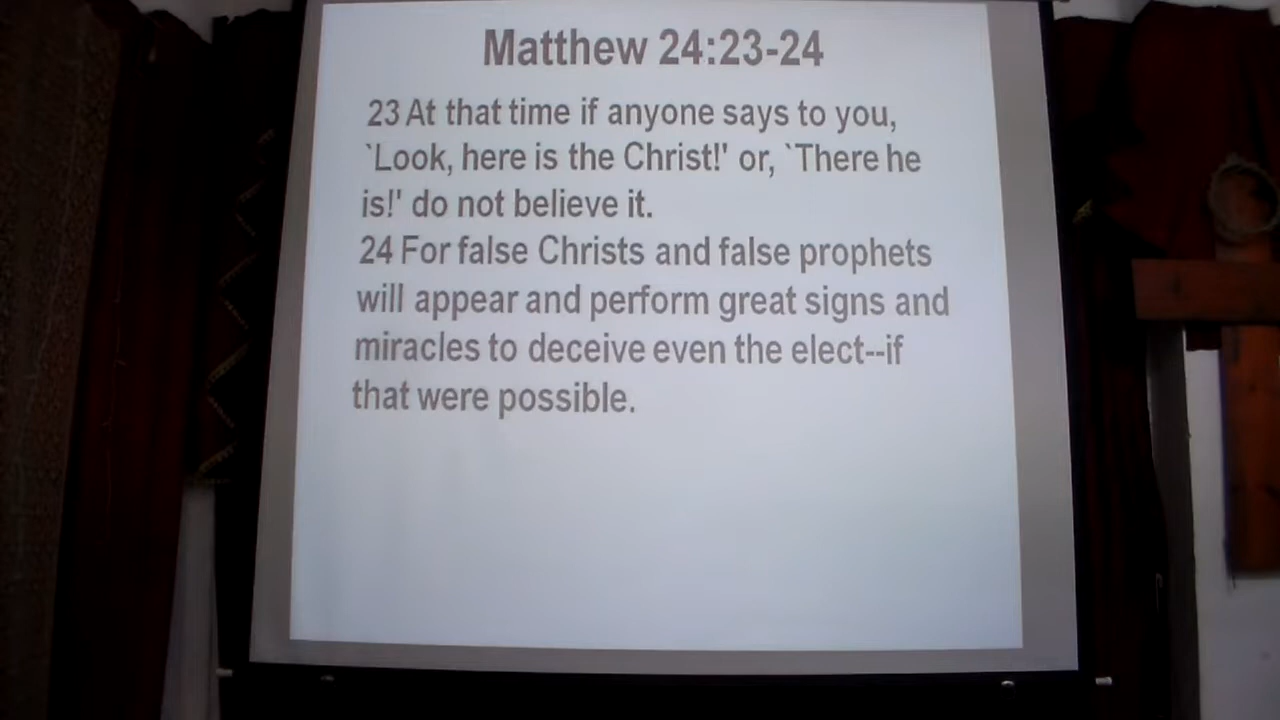 Matthew 24:23-24
23 At that time if anyone says to you,
`Look, here is the Christ!' or, `There he
is!' do not believe it.
24 For false Christs and false prophets
will appear and perform great signs and
miracles to deceive even the elect--if
that were possible.